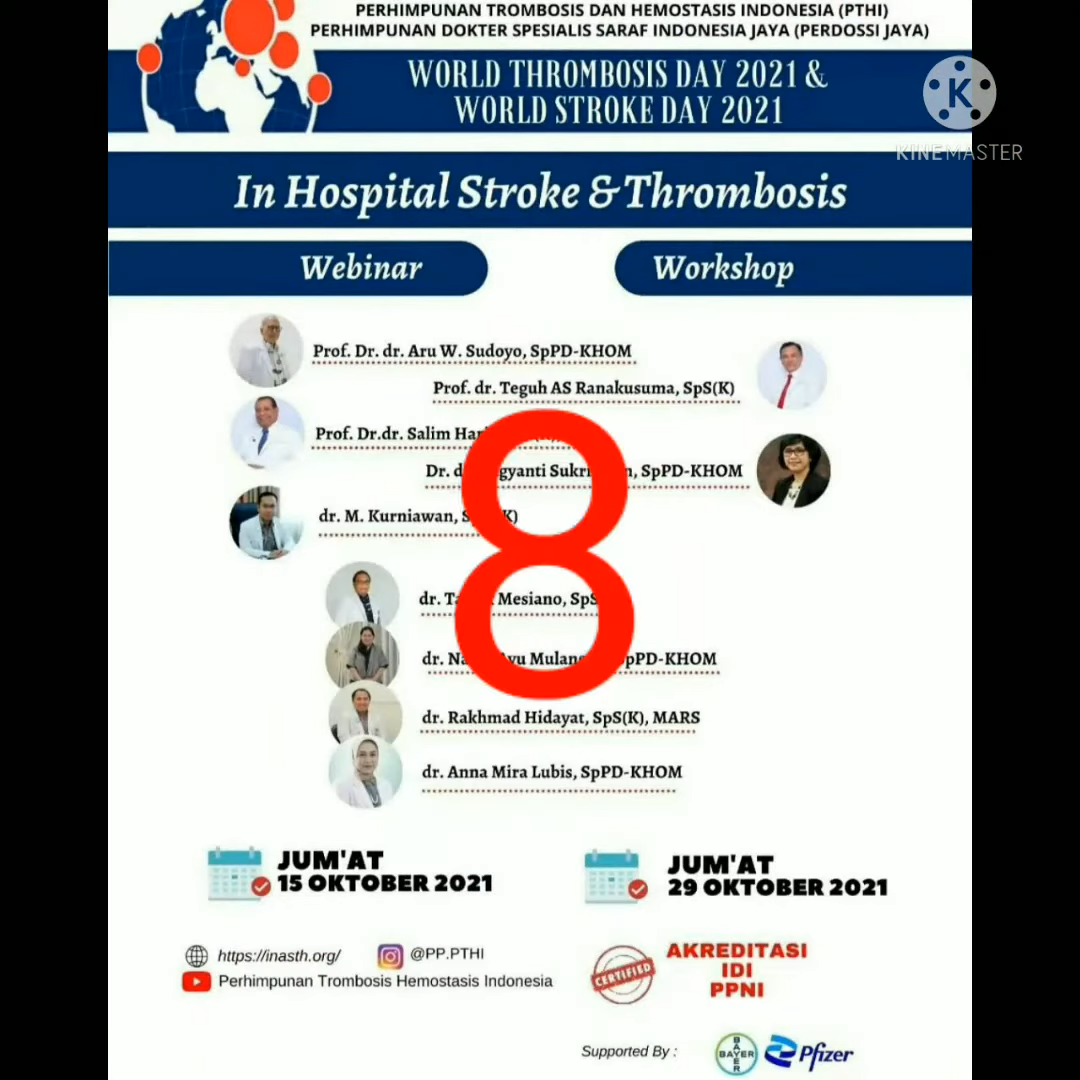 PERHIMPUNAN TROMBOSIS DAN HEMOSTASIS INDONESIA (PTHI)
PERHIMPUNAN DOKTER SPESIALIS SARAF INDONESIA JAYA (PERDOSSI JAYA)
WORLD THROMBOSIS DAY 2021 &
WORLD STROKE DAY 2021
K
KINEMASTER
In Hospital Stroke & Thrombosis
Webinar
Workshop
Prof. Dr. dr. Aru W. Sudoyo, SpPD-KHOM
Prof. dr. Teguh AS Ranakusuma, SpS(K)
Prof. Dr.dr. Salim
Dr. SpPD-KHOM
dr. M. Kurniawan,
8
dr. Mesiano,
dr.
dr. Rakhmad Hidayat, SpS(K), MARS
dr. Anna Mira Lubis, SpPD-KHOM
JUM'AT
15 OKTOBER 2021
JUM'AT
29 OKTOBER 2021
https://inasth.org/
@PP.PTHI
Perhimpunan Trombosis Hemostasis Indonesia
CERTIFIED
AKREDITASI
IDI
PPNI
Supported By :
BAYER
BAYER
Pfizer